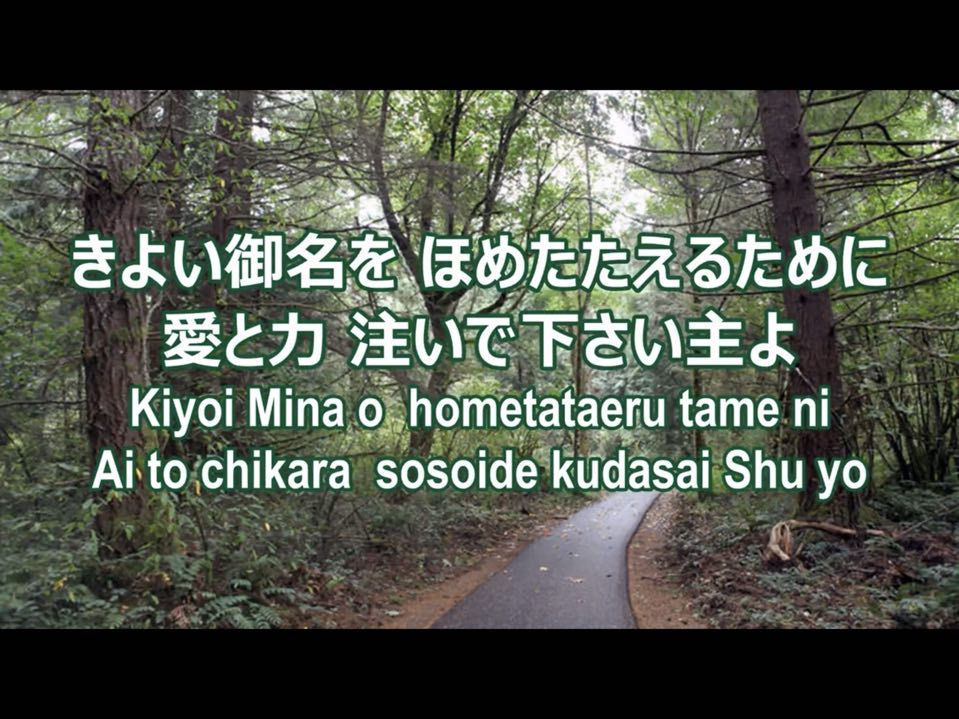 きよい御名を ほめたたえるために
愛と力 注いで下さい主よ
Kiyoi Mina o  hometataeru tame ni
Ai to chikara  sosoide kudasai Shu yo